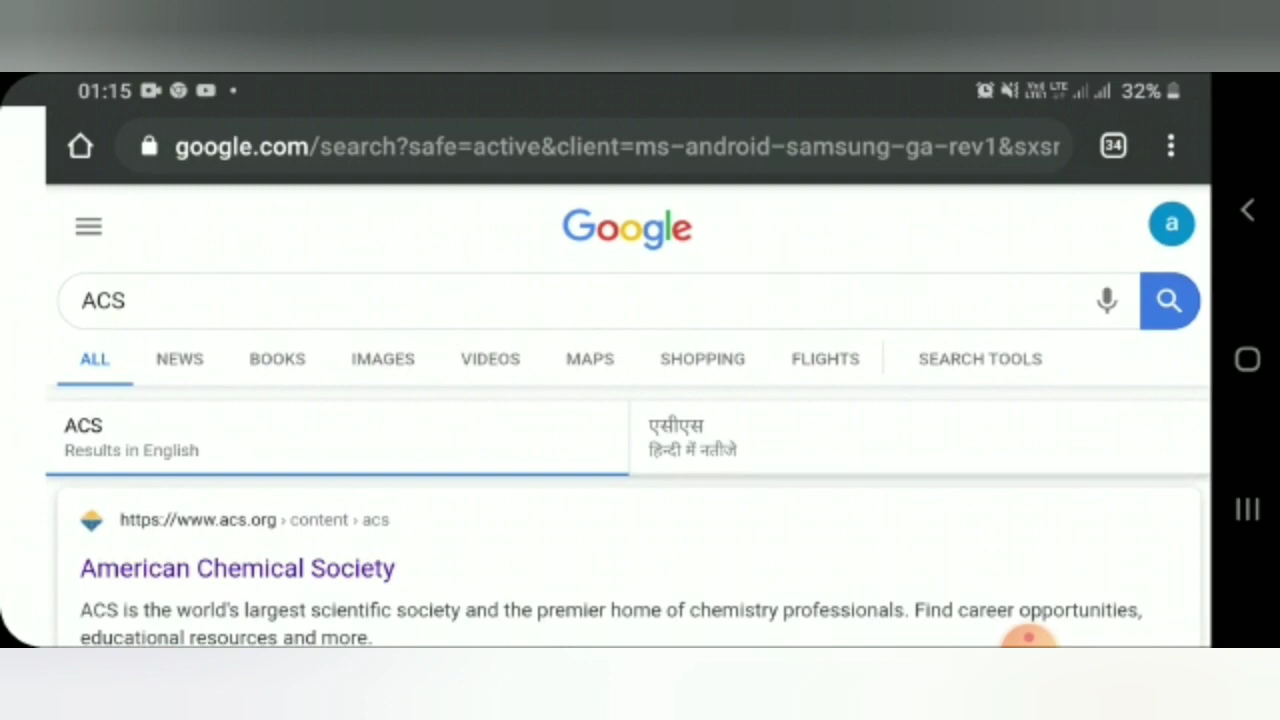 01:15 32%
google.com/search?safe=active&client=ms-android-samsung-ga-rev1&sxsr
34
Google
a
ACS
ALL NEWS BOOKS IMAGES VIDEOS MAPS SHOPPING FLIGHTS SEARCH TOOLS
ACS एसीएस
Results in English हिन्दी में नतीजे
https://www.acs.org › content › acs
American Chemical Society
ACS is the world's largest scientific society and the premier home of chemistry professionals. Find career opportunities,
educational resources and more.